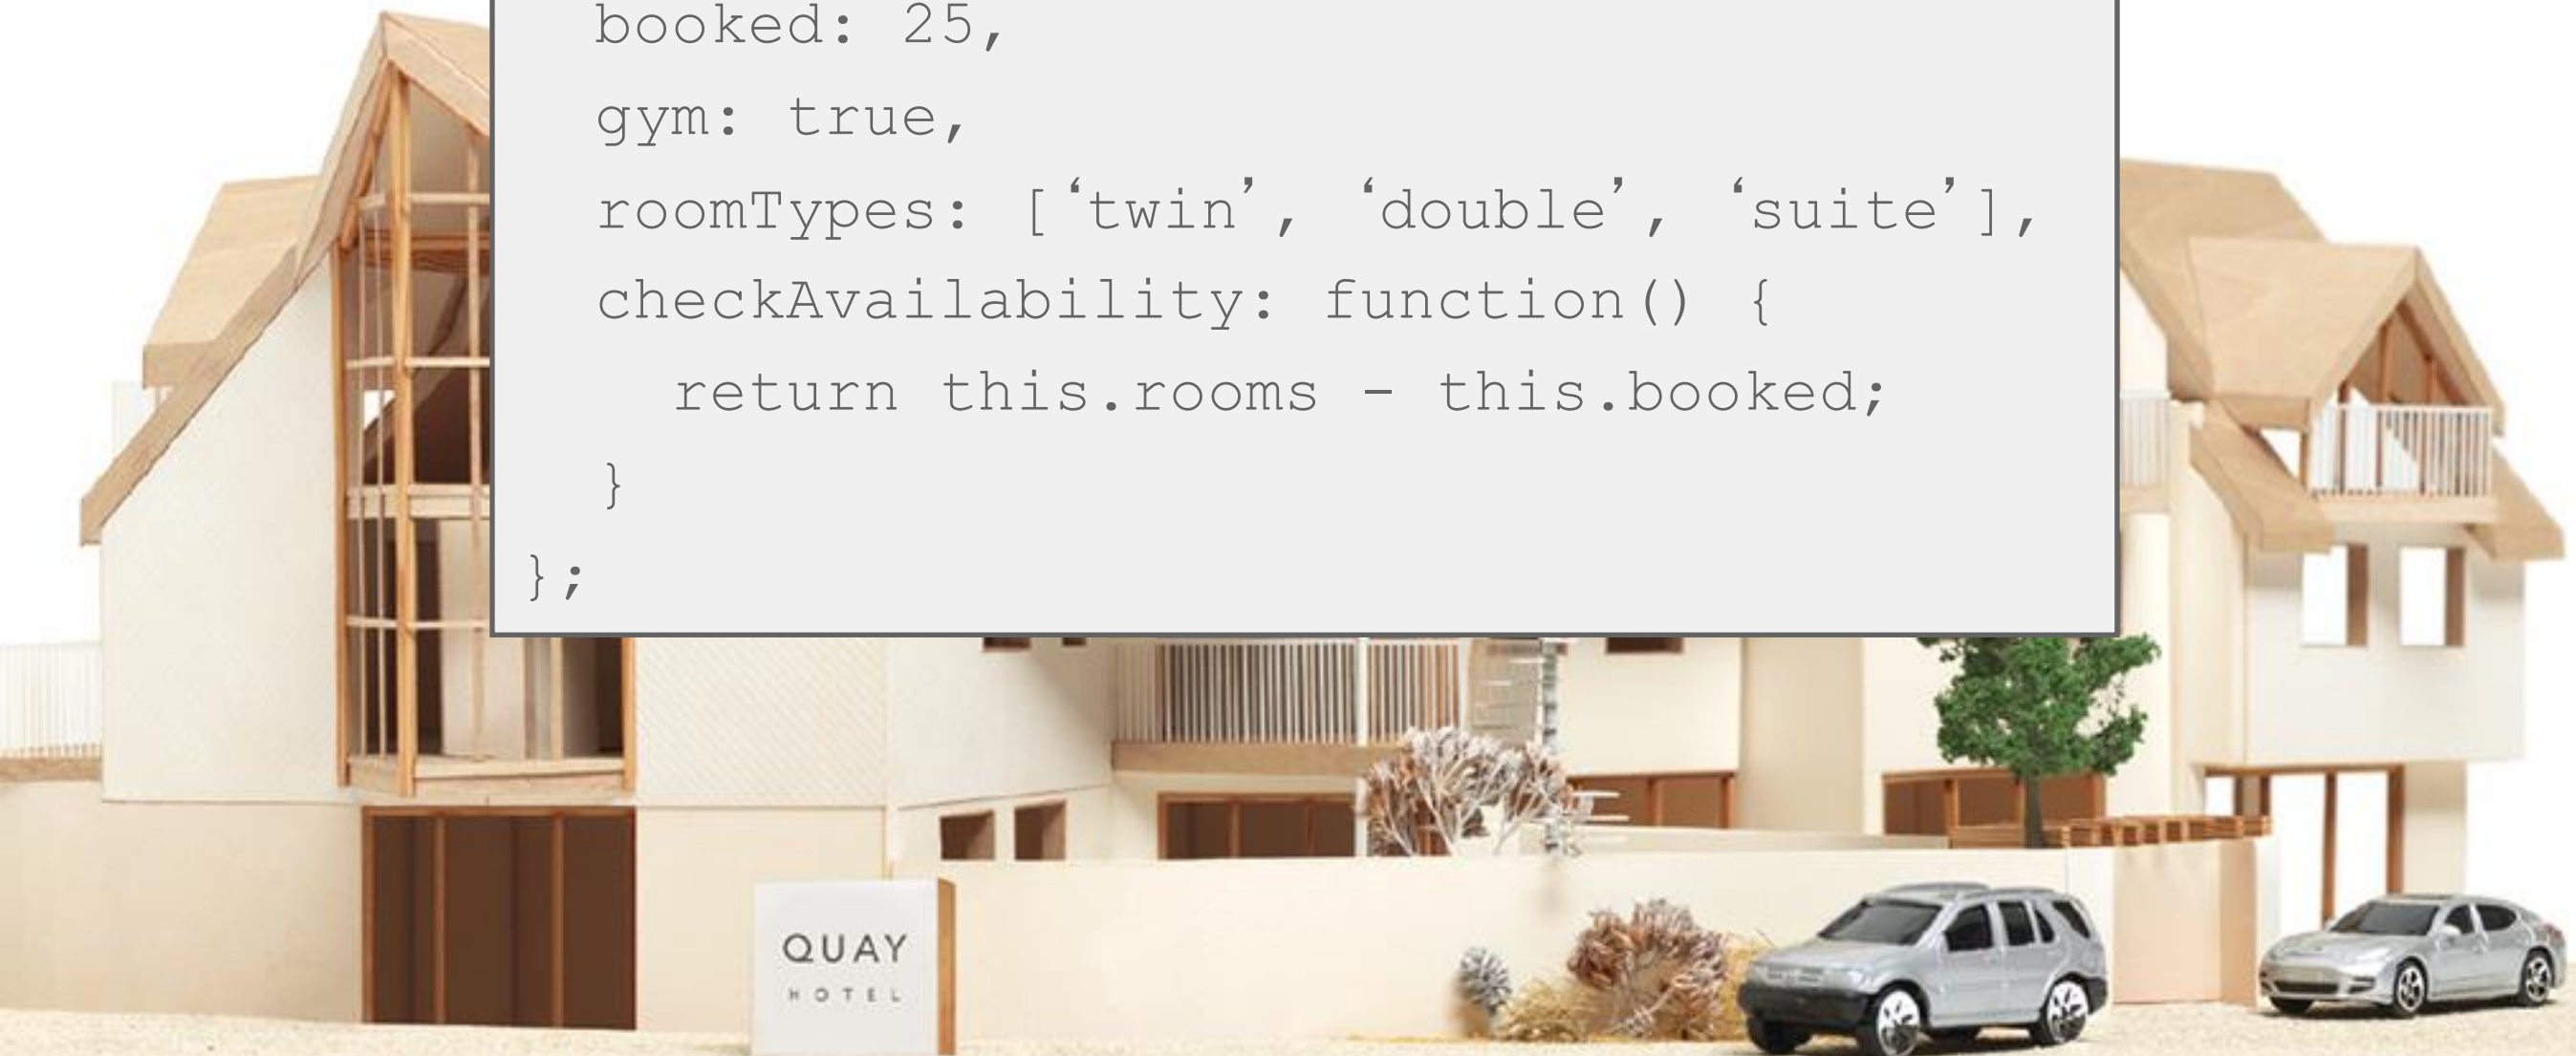 booked: 25,
gym: true,
roomTypes: [‘twin’, ‘double’, ‘suite’],
checkAvailability: function() {
return this.rooms - this.booked;
}
};
QUAY
HOTEL